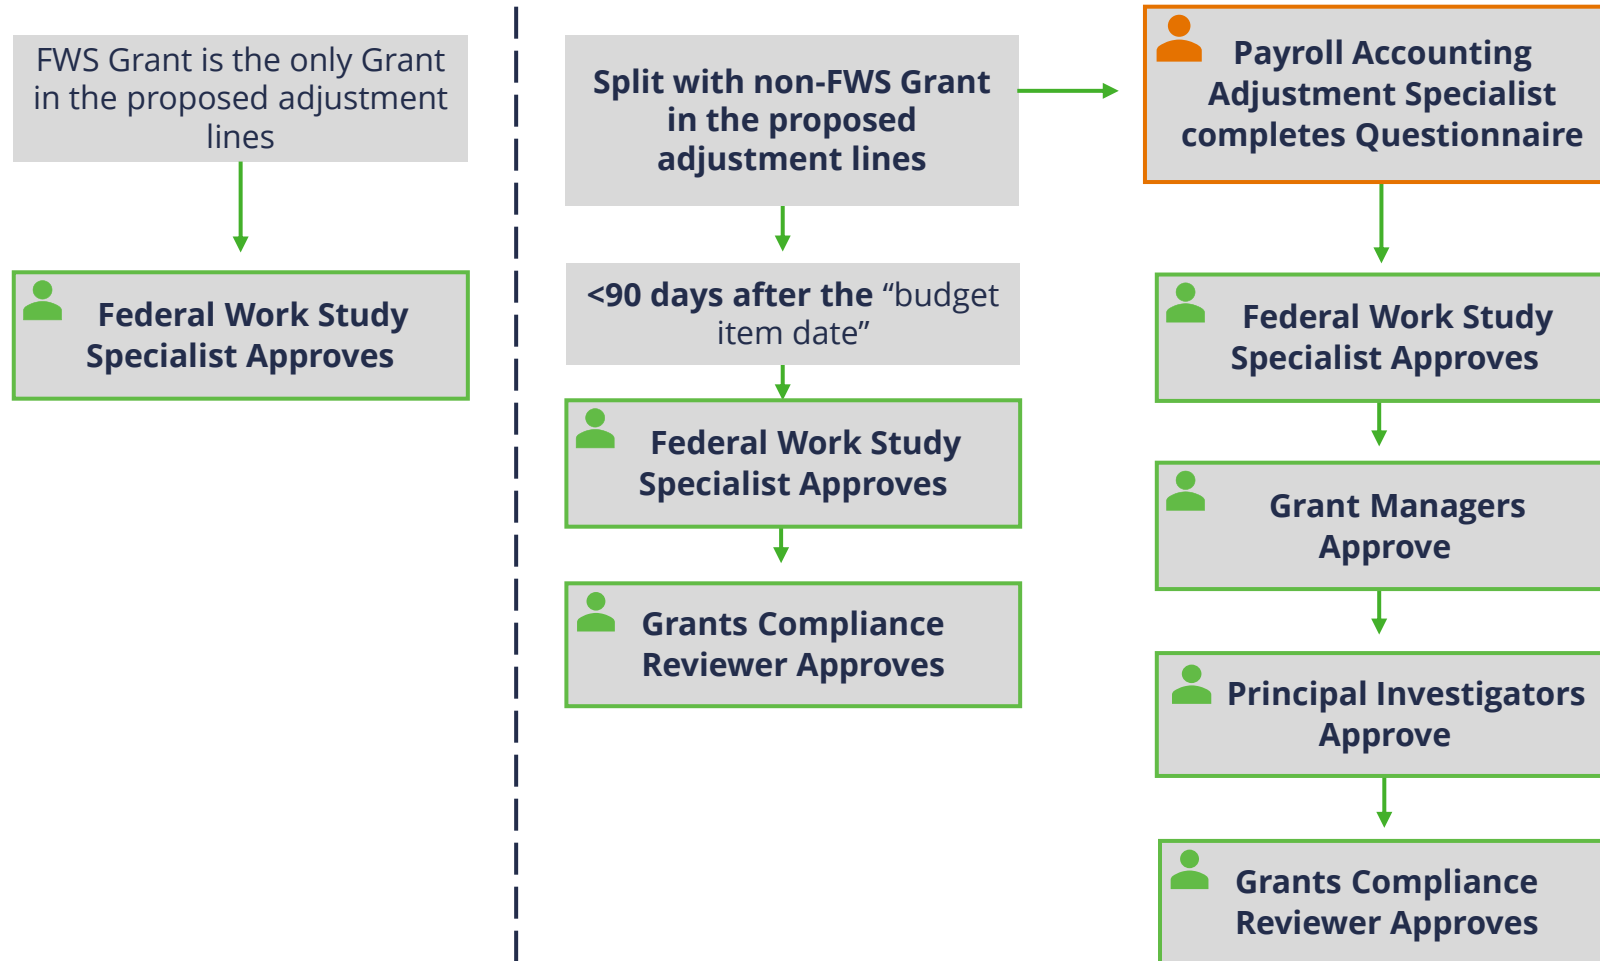 FWS Grant is the only Grant
in the proposed adjustment
lines
Federal Work Study
Specialist Approves
Split with non-FWS Grant
in the proposed
adjustment lines
<90 days after the “budget
item date”
Federal Work Study
Specialist Approves
Grants Compliance
Reviewer Approves
Payroll Accounting
Adjustment Specialist
completes Questionnaire
Federal Work Study
Specialist Approves
Grant Managers
Approve
Principal Investigators
Approve
Grants Compliance
Reviewer Approves